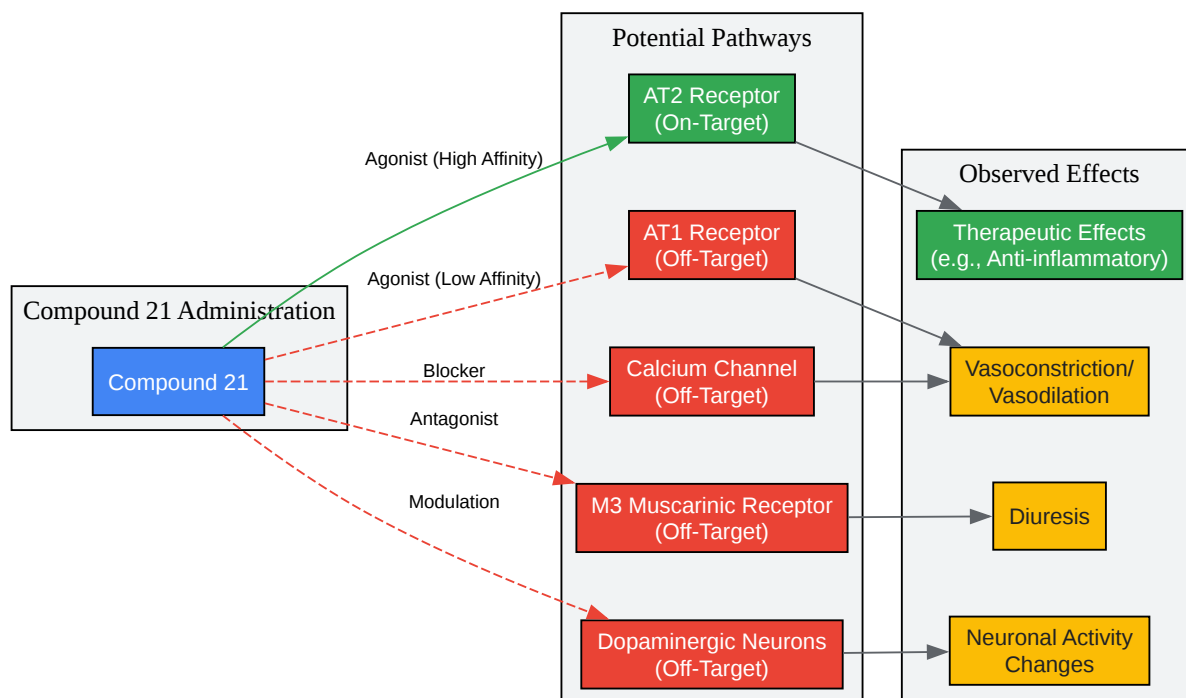 Compound 21 Administration
Compound 21
Agonist (High Affinity)
Agonist (Low Affinity)
Blocker
Antagonist
Modulation
Potential Pathways
AT2 Receptor
(On-Target)
AT1 Receptor
(Off-Target)
Calcium Channel
(Off-Target)
M3 Muscarinic Receptor
(Off-Target)
Dopaminergic Neurons
(Off-Target)
Observed Effects
Therapeutic Effects
(e.g., Anti-inflammatory)
Vasoconstriction/
Vasodilation
Diuresis
Neuronal Activity
Changes